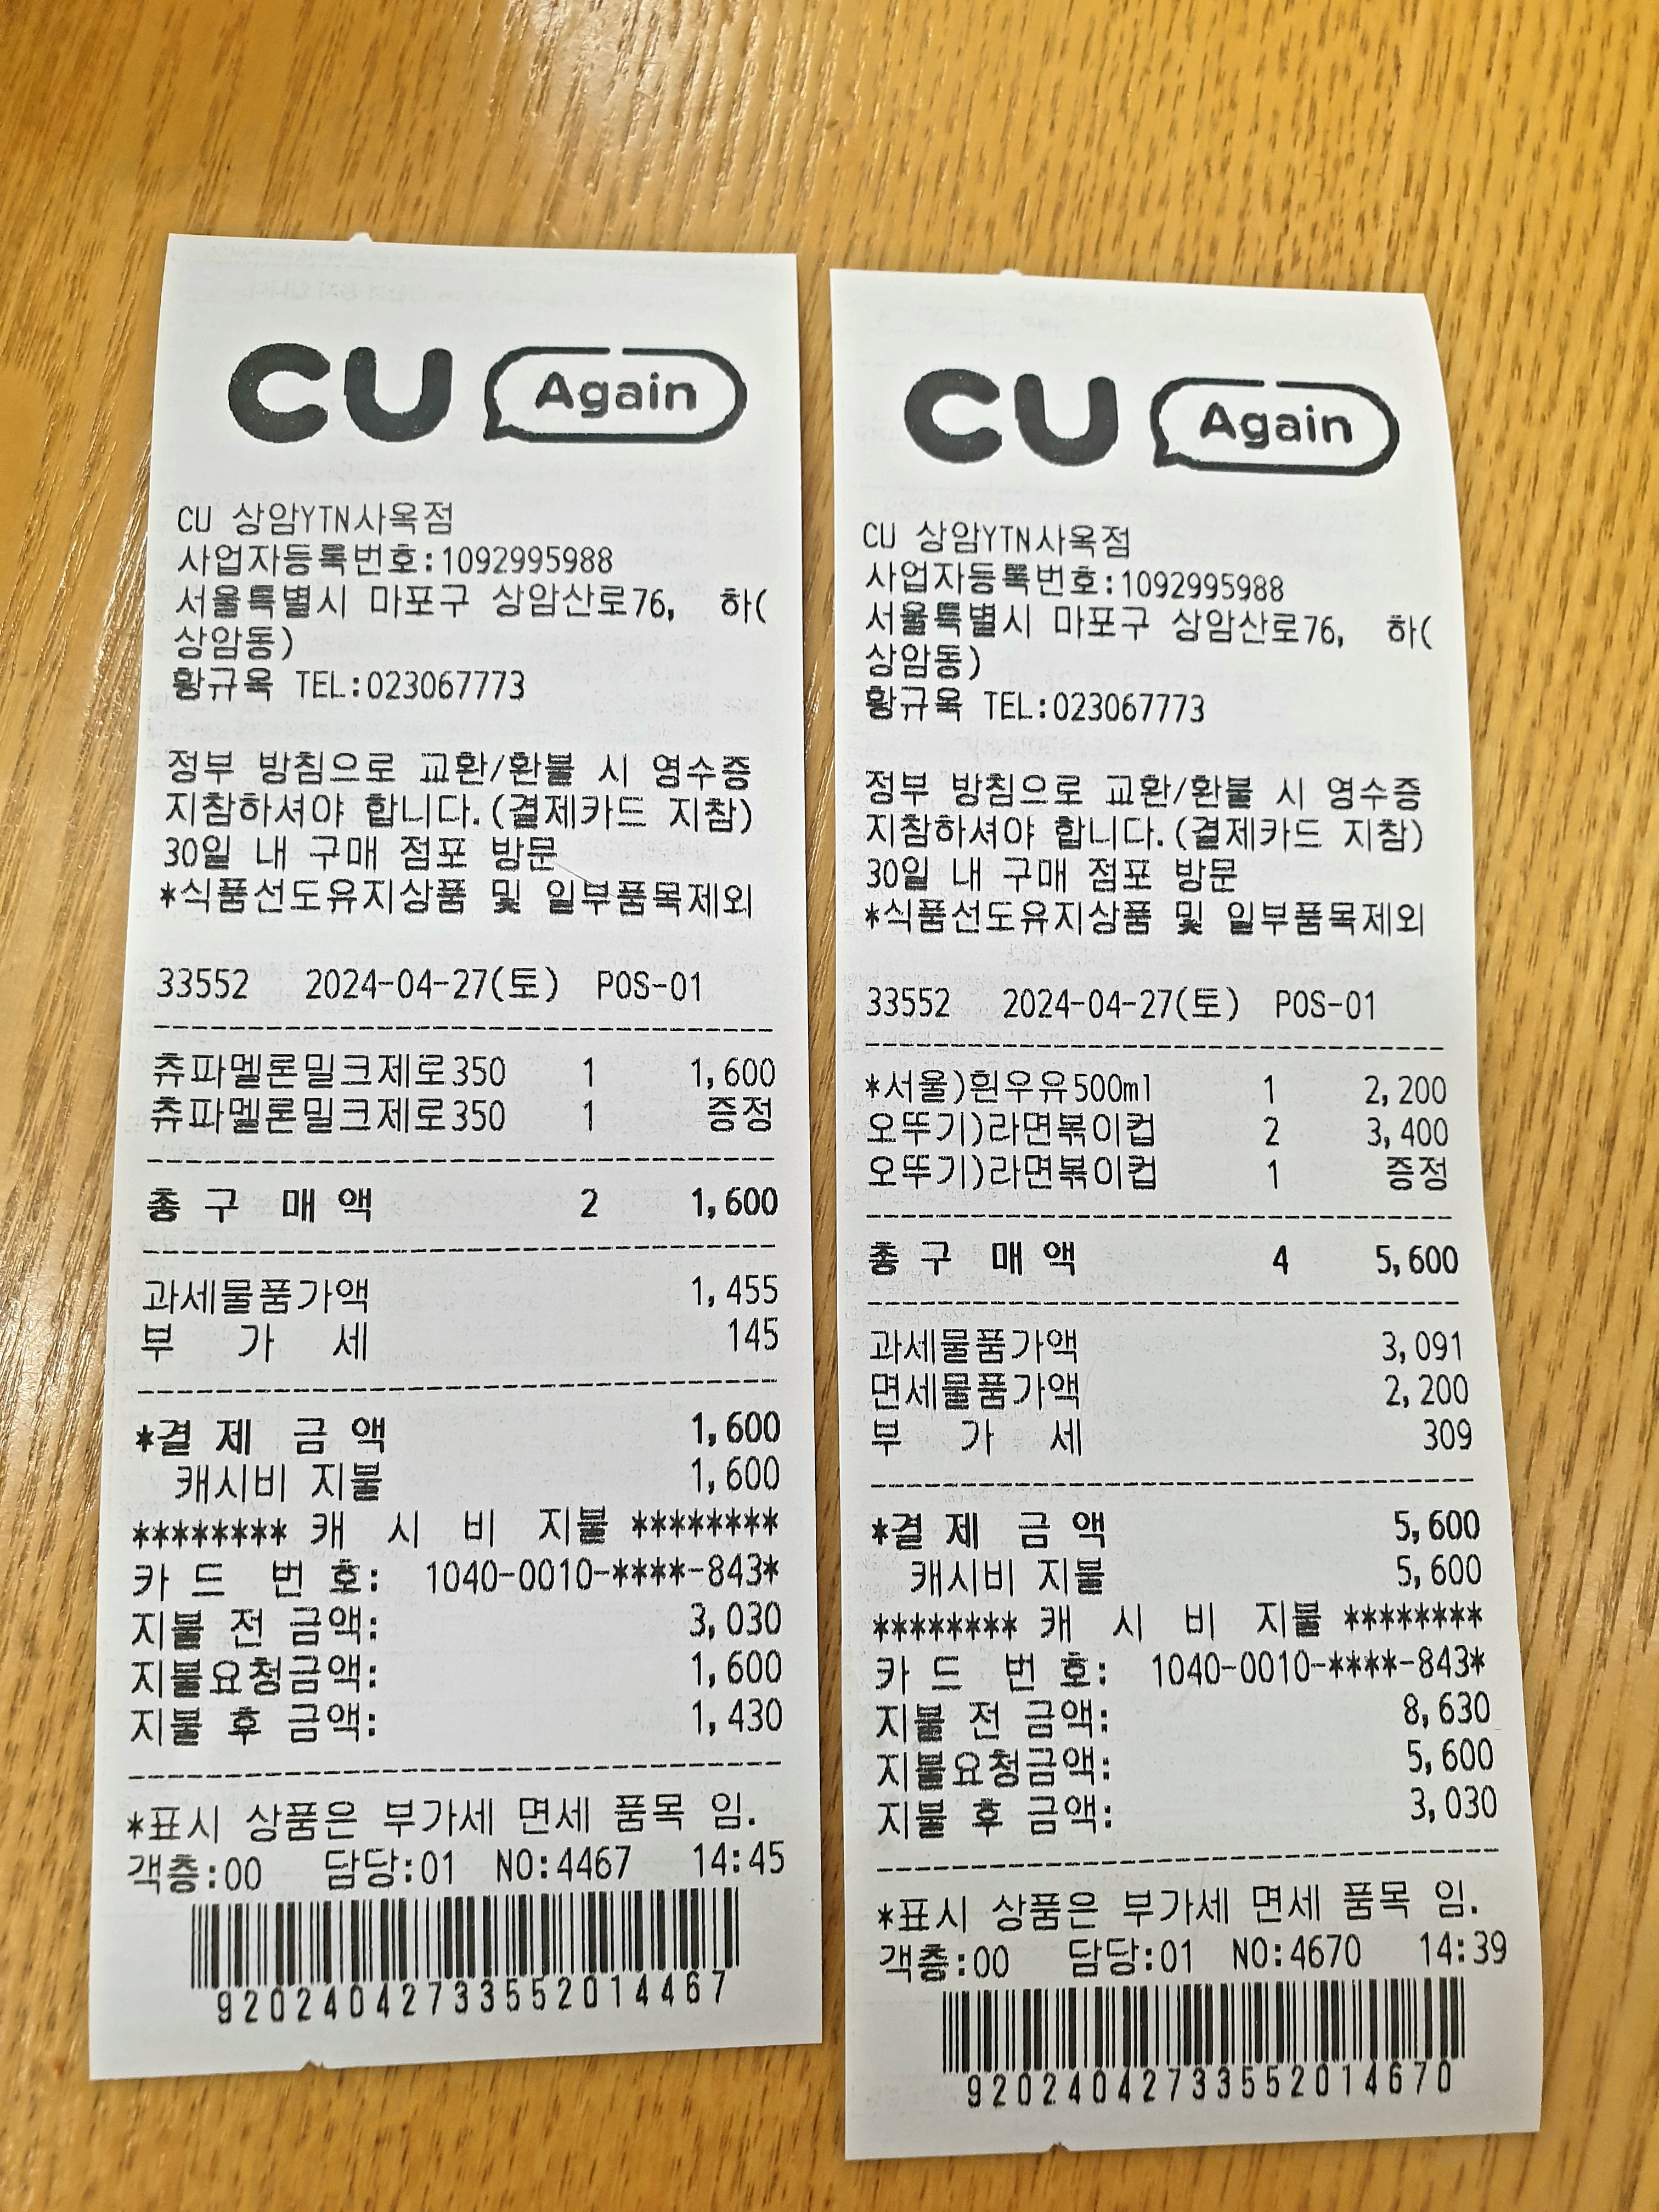 CU Again
CU 상암YTN사옥점
사업자등록번호:1092995988
서울특별시 마포구 상암산로76, 하(
상암동)
황규옥 TEL:023067773
정부 방침으로 교환/환불 시 영수증
지참하셔야 합니다.(결제카드 지참)
30일 내 구매 점포 방문
*식품선도유지상품 및 일부품목제외
33552 2024-04-27(토) POS-01
츄파멜론밀크제로350 1 1,600
츄파멜론밀크제로350 1 증정
총 구 매 액 2 1,600
과세물품가액 1,455
부 가 세 145
*결 제 금 액 1,600
캐시비 지불 1,600
******** 캐 시 비 지불 ********
카 드 번 호: 1040-0010-****-843*
지불 전 금액: 3,030
지불요청금액: 1,600
지불 후 금액: 1,430
*표시 상품은 부가세 면세 품목 임.
객층:00 담당:01 NO:4467 14:45
92024042733552014467
CU Again
CU 상암YTN사옥점
사업자등록번호:1092995988
서울특별시 마포구 상암산로76, 하(
상암동)
황규옥 TEL:023067773
정부 방침으로 교환/환불 시 영수증
지참하셔야 합니다.(결제카드 지참)
30일 내 구매 점포 방문
*식품선도유지상품 및 일부품목제외
33552 2024-04-27(토) POS-01
*서울)흰우유500ml 1 2,200
오뚜기)라면볶이컵 2 3,400
오뚜기)라면볶이컵 1 증정
총 구 매 액 4 5,600
과세물품가액 3,091
면세물품가액 2,200
부 가 세 309
*결 제 금 액 5,600
캐시비 지불 5,600
******** 캐 시 비 지불 ********
카 드 번 호: 1040-0010-****-843*
지불 전 금액: 8,630
지불요청금액: 5,600
지불 후 금액: 3,030
*표시 상품은 부가세 면세 품목 임.
객층:00 담당:01 NO:4670 14:39
92024042733552014670